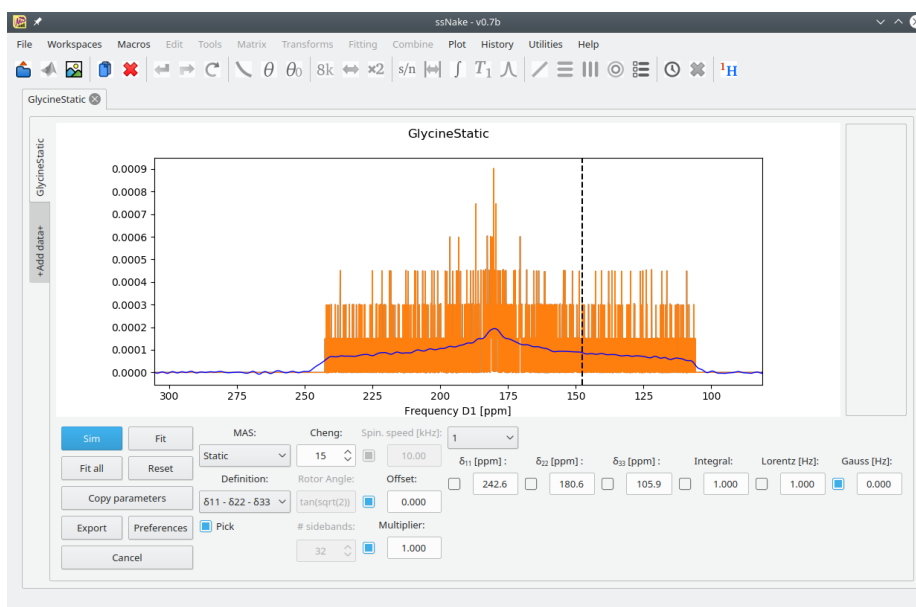 ssNake - v0.7b
File Workspaces Macros Edit Tools Matrix Transforms Fitting Combine Plot History Utilities Help
θ θ₀ 8k ×2 s/n ∫ T₁ ¹H
GlycineStatic
GlycineStatic
+Add data+
GlycineStatic
0.0009
0.0008
0.0007
0.0006
0.0005
0.0004
0.0003
0.0002
0.0001
0.0000
300 275 250 225 200 175 150 125 100
Frequency D1 [ppm]
Sim Fit MAS: Cheng: Spin. speed [kHz]: 1
Static 15 10.00
δ₁₁ [ppm] : δ₂₂ [ppm] : δ₃₃ [ppm] : Integral: Lorentz [Hz]: Gauss [Hz]:
Fit all Reset Definition: Rotor Angle: Offset:
242.6 180.6 105.9 1.000 1.000 0.000
Copy parameters δ11 - δ22 - δ33 tan(sqrt(2)) 0.000
Export Preferences Pick # sidebands: Multiplier:
32 1.000
Cancel